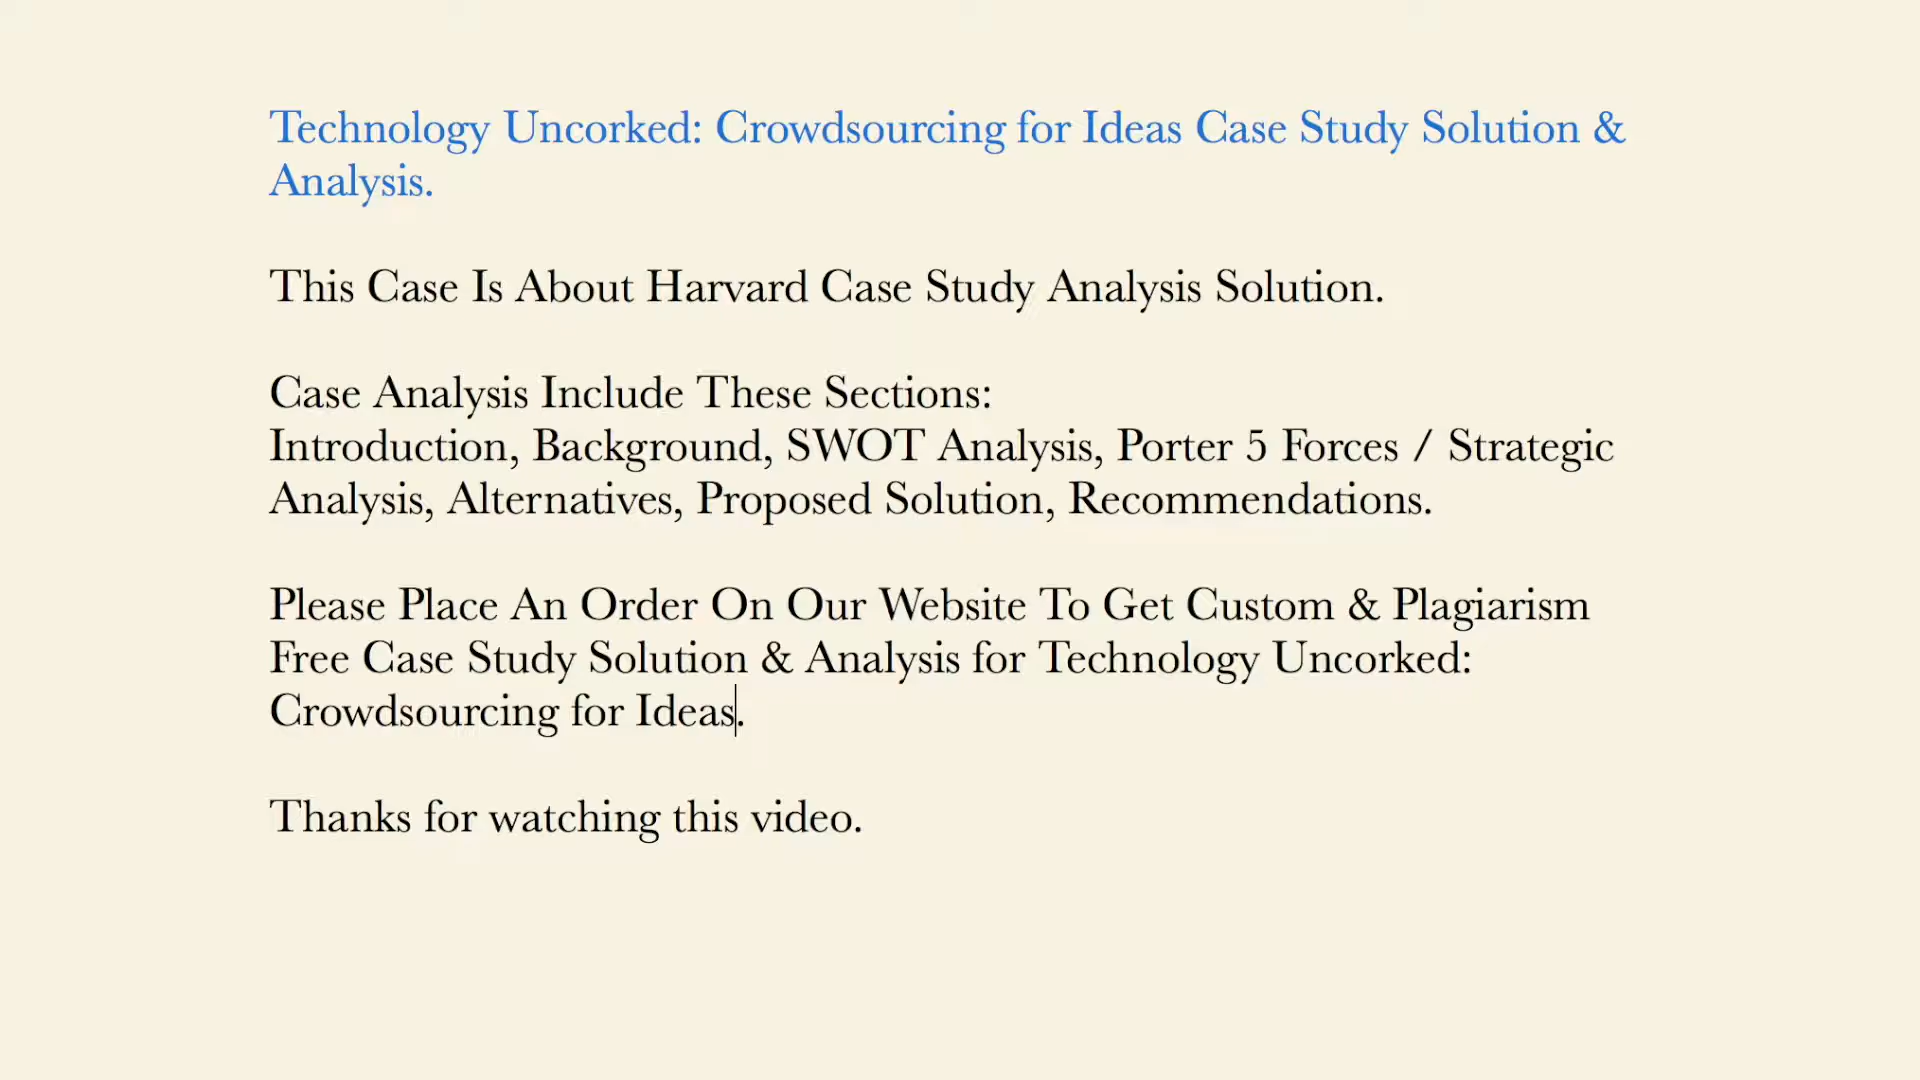 Technology Uncorked: Crowdsourcing for Ideas Case Study Solution &
Analysis.
This Case Is About Harvard Case Study Analysis Solution.
Case Analysis Include These Sections:
Introduction, Background, SWOT Analysis, Porter 5 Forces / Strategic
Analysis, Alternatives, Proposed Solution, Recommendations.
Please Place An Order On Our Website To Get Custom & Plagiarism
Free Case Study Solution & Analysis for Technology Uncorked:
Crowdsourcing for Ideas.
Thanks for watching this video.